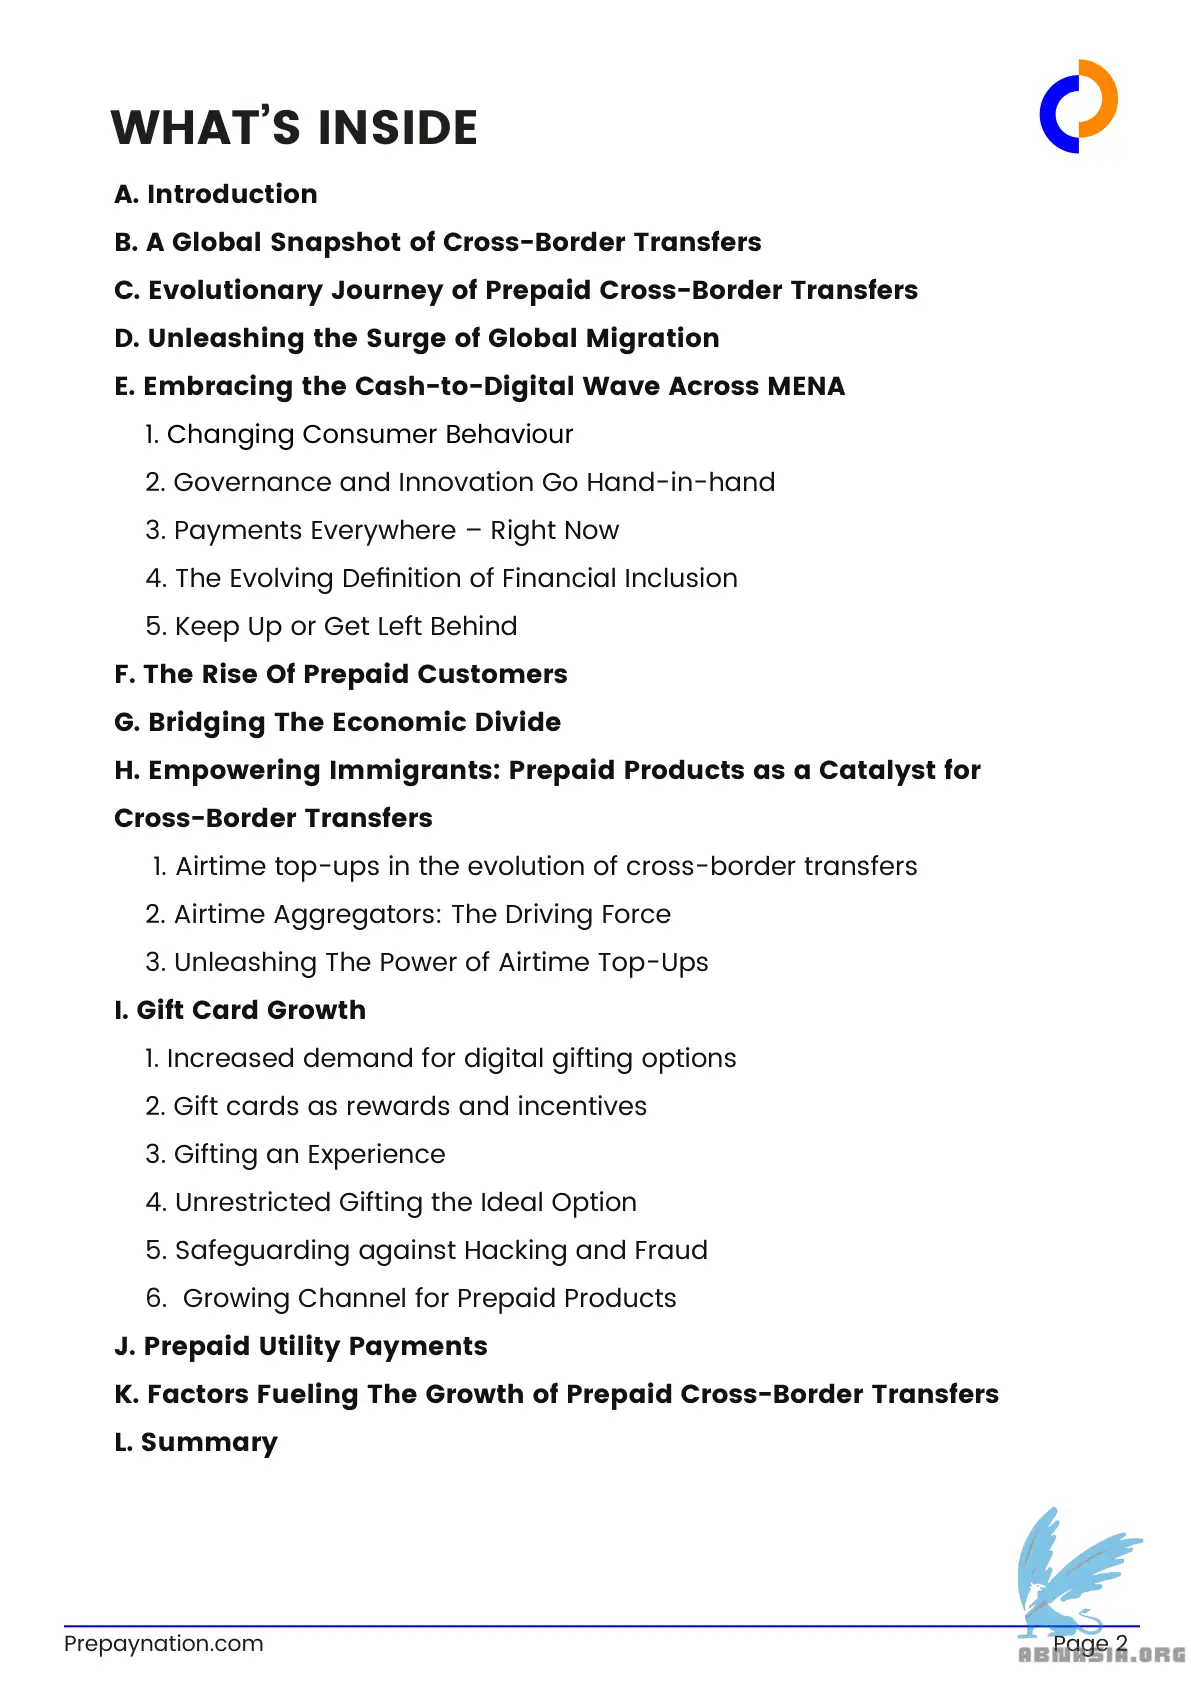 WHAT'S INSIDE
A. Introduction
B. A Global Snapshot of Cross-Border Transfers
C. Evolutionary Journey of Prepaid Cross-Border Transfers
D. Unleashing the Surge of Global Migration
E. Embracing the Cash-to-Digital Wave Across MENA
1. Changing Consumer Behaviour
2. Governance and Innovation Go Hand-in-hand
3. Payments Everywhere – Right Now
4. The Evolving Definition of Financial Inclusion
5. Keep Up or Get Left Behind
F. The Rise Of Prepaid Customers
G. Bridging The Economic Divide
H. Empowering Immigrants: Prepaid Products as a Catalyst for
Cross-Border Transfers
1. Airtime top-ups in the evolution of cross-border transfers
2. Airtime Aggregators: The Driving Force
3. Unleashing The Power of Airtime Top-Ups
I. Gift Card Growth
1. Increased demand for digital gifting options
2. Gift cards as rewards and incentives
3. Gifting an Experience
4. Unrestricted Gifting the Ideal Option
5. Safeguarding against Hacking and Fraud
6. Growing Channel for Prepaid Products
J. Prepaid Utility Payments
K. Factors Fueling The Growth of Prepaid Cross-Border Transfers
L. Summary
Prepaynation.com
Page 2
ABINASIA.ORG